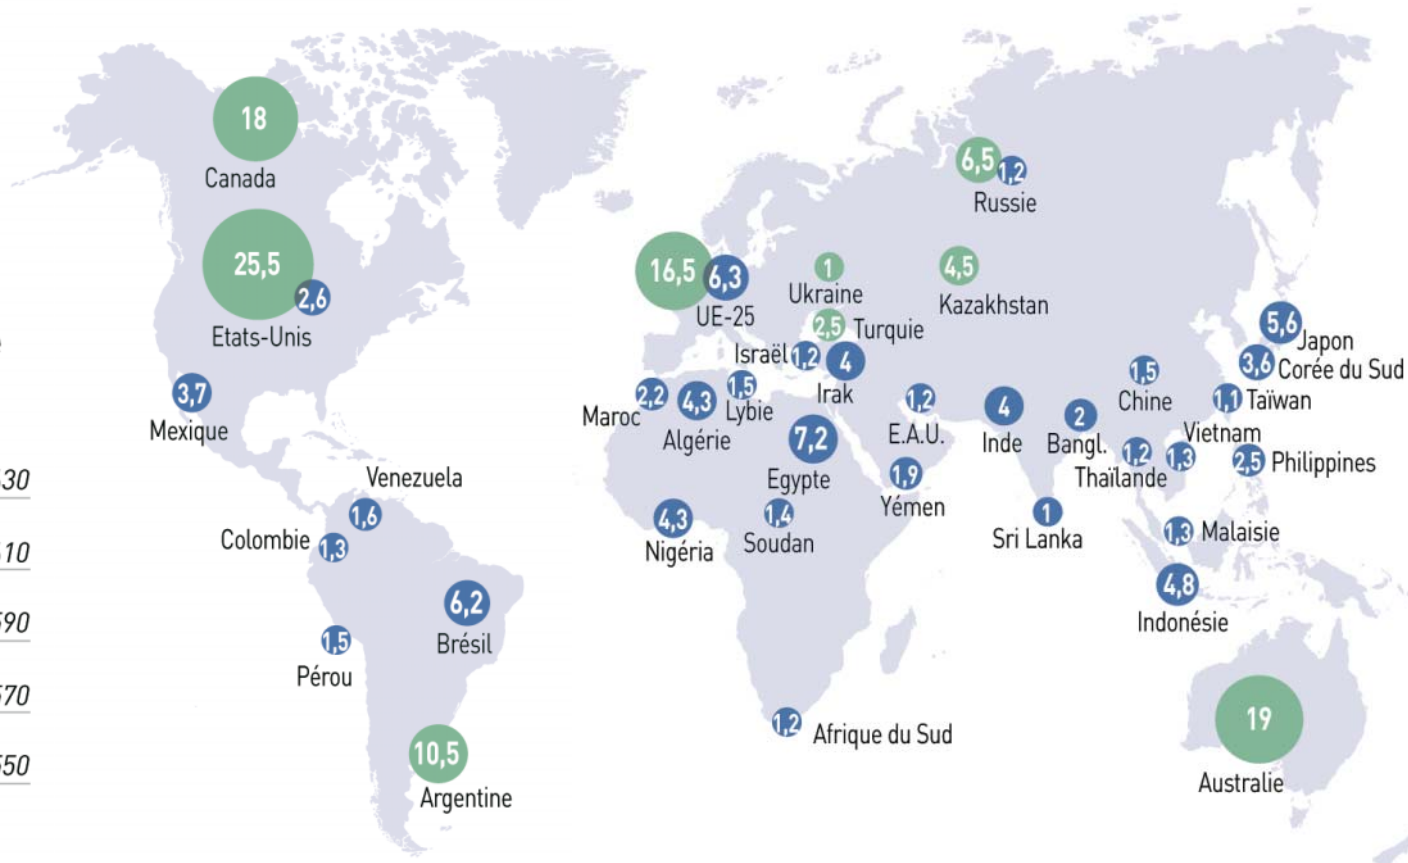 18
Canada
25,5
2,6
Etats-Unis
3,7
Mexique
Venezuela
1,6
Colombie
1,3
6,2
Brésil
1,5
Pérou
10,5
Argentine
6,5
1,2
Russie
16,5
6,3
UE-25
1
Ukraine
4,5
Kazakhstan
2,5
Turquie
Israël
1,2
4
Irak
2,2
Maroc
4,3
Algérie
1,5
Lybie
7,2
Egypte
1,2
E.A.U.
1,9
Yémen
4,3
Nigéria
1,4
Soudan
1,2
Afrique du Sud
4
Inde
2
Bangl.
1
Sri Lanka
1,5
Chine
5,6
Japon
3,6
Corée du Sud
1,1
Taïwan
1,2
Thaïlande
Vietnam
1,3
2,5
Philippines
1,3
Malaisie
4,8
Indonésie
19
Australie
30
10
90
70
50